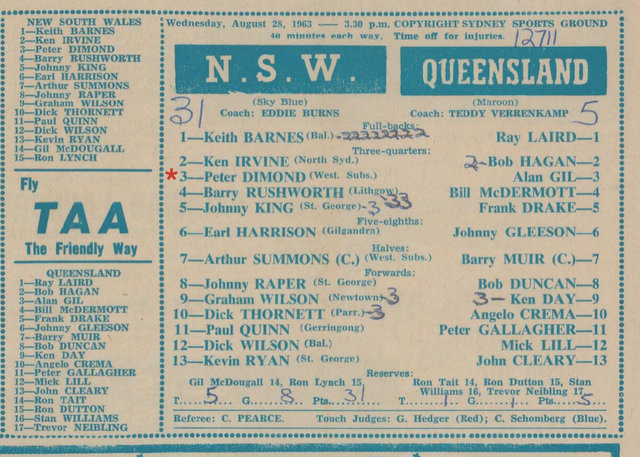 NEW SOUTH WALES
1—Keith BARNES
2—Ken IRVINE
3—Peter DIMOND
4—Barry RUSHWORTH
5—Johnny KING
6—Earl HARRISON
7—Arthur SUMMONS
8—Johnny RAPER
9—Graham WILSON
10—Dick THORNETT
11—Paul QUINN
12—Dick WILSON
13—Kevin RYAN
14—Gil McDOUGALL
15—Ron LYNCH
Fly
TAA
The Friendly Way
QUEENSLAND
1—Ray LAIRD
2—Bob HAGAN
3—Alan GIL
4—Bill McDERMOTT
5—Frank DRAKE
6—Johnny GLEESON
7—Barry MUIR
8—Bob DUNCAN
9—Ken DAY
10—Angelo CREMA
11—Peter GALLAGHER
12—Mick LILL
13—John CLEARY
14—Ron TAIT
15—Ron DUTTON
16—Stan WILLIAMS
17—Trevor NEIBLING
Wednesday, August 28, 1963 — 3.30 p.m. COPYRIGHT SYDNEY SPORTS GROUND
40 minutes each way. Time off for injuries.
12711
N.S.W. QUEENSLAND
31 (Sky Blue) (Maroon) 5
Coach: EDDIE BURNS Coach: TEDDY VERRENKAMP
Full-backs:
1—Keith BARNES (Bal.) -22222222 Ray LAIRD—1
Three-quarters:
2—Ken IRVINE (North Syd.) 2-Bob HAGAN—2
*3—Peter DIMOND (West. Subs.) Alan GIL—3
4—Barry RUSHWORTH (Lithgow) Bill McDERMOTT—4
5—Johnny KING (St. George)-3 33 Frank DRAKE—5
Five-eighths:
6—Earl HARRISON (Gilgandra) Johnny GLEESON—6
Halves:
7—Arthur SUMMONS (C.) (West. Subs.) Barry MUIR (C.)—7
Forwards:
8—Johnny RAPER (St. George) Bob DUNCAN—8
9—Graham WILSON (Newtown)-3 3- Ken DAY—9
10—Dick THORNETT (Parr.)-3 Angelo CREMA—10
11—Paul QUINN (Gerringong) Peter GALLAGHER—11
12—Dick WILSON (Bal.) Mick LILL—12
13—Kevin RYAN (St. George) John CLEARY—13
Reserves:
Gil McDougall 14, Ron Lynch 15. Ron Tait 14, Ron Dutton 15, Stan
Williams 16, Trevor Neibling 17.
T.....5.....G.....8.....Pts.....31..... T.....1.....G.....1.....Pts.....5.....
Referee: C. PEARCE. Touch Judges: G. Hedger (Red); C. Schomberg (Blue).